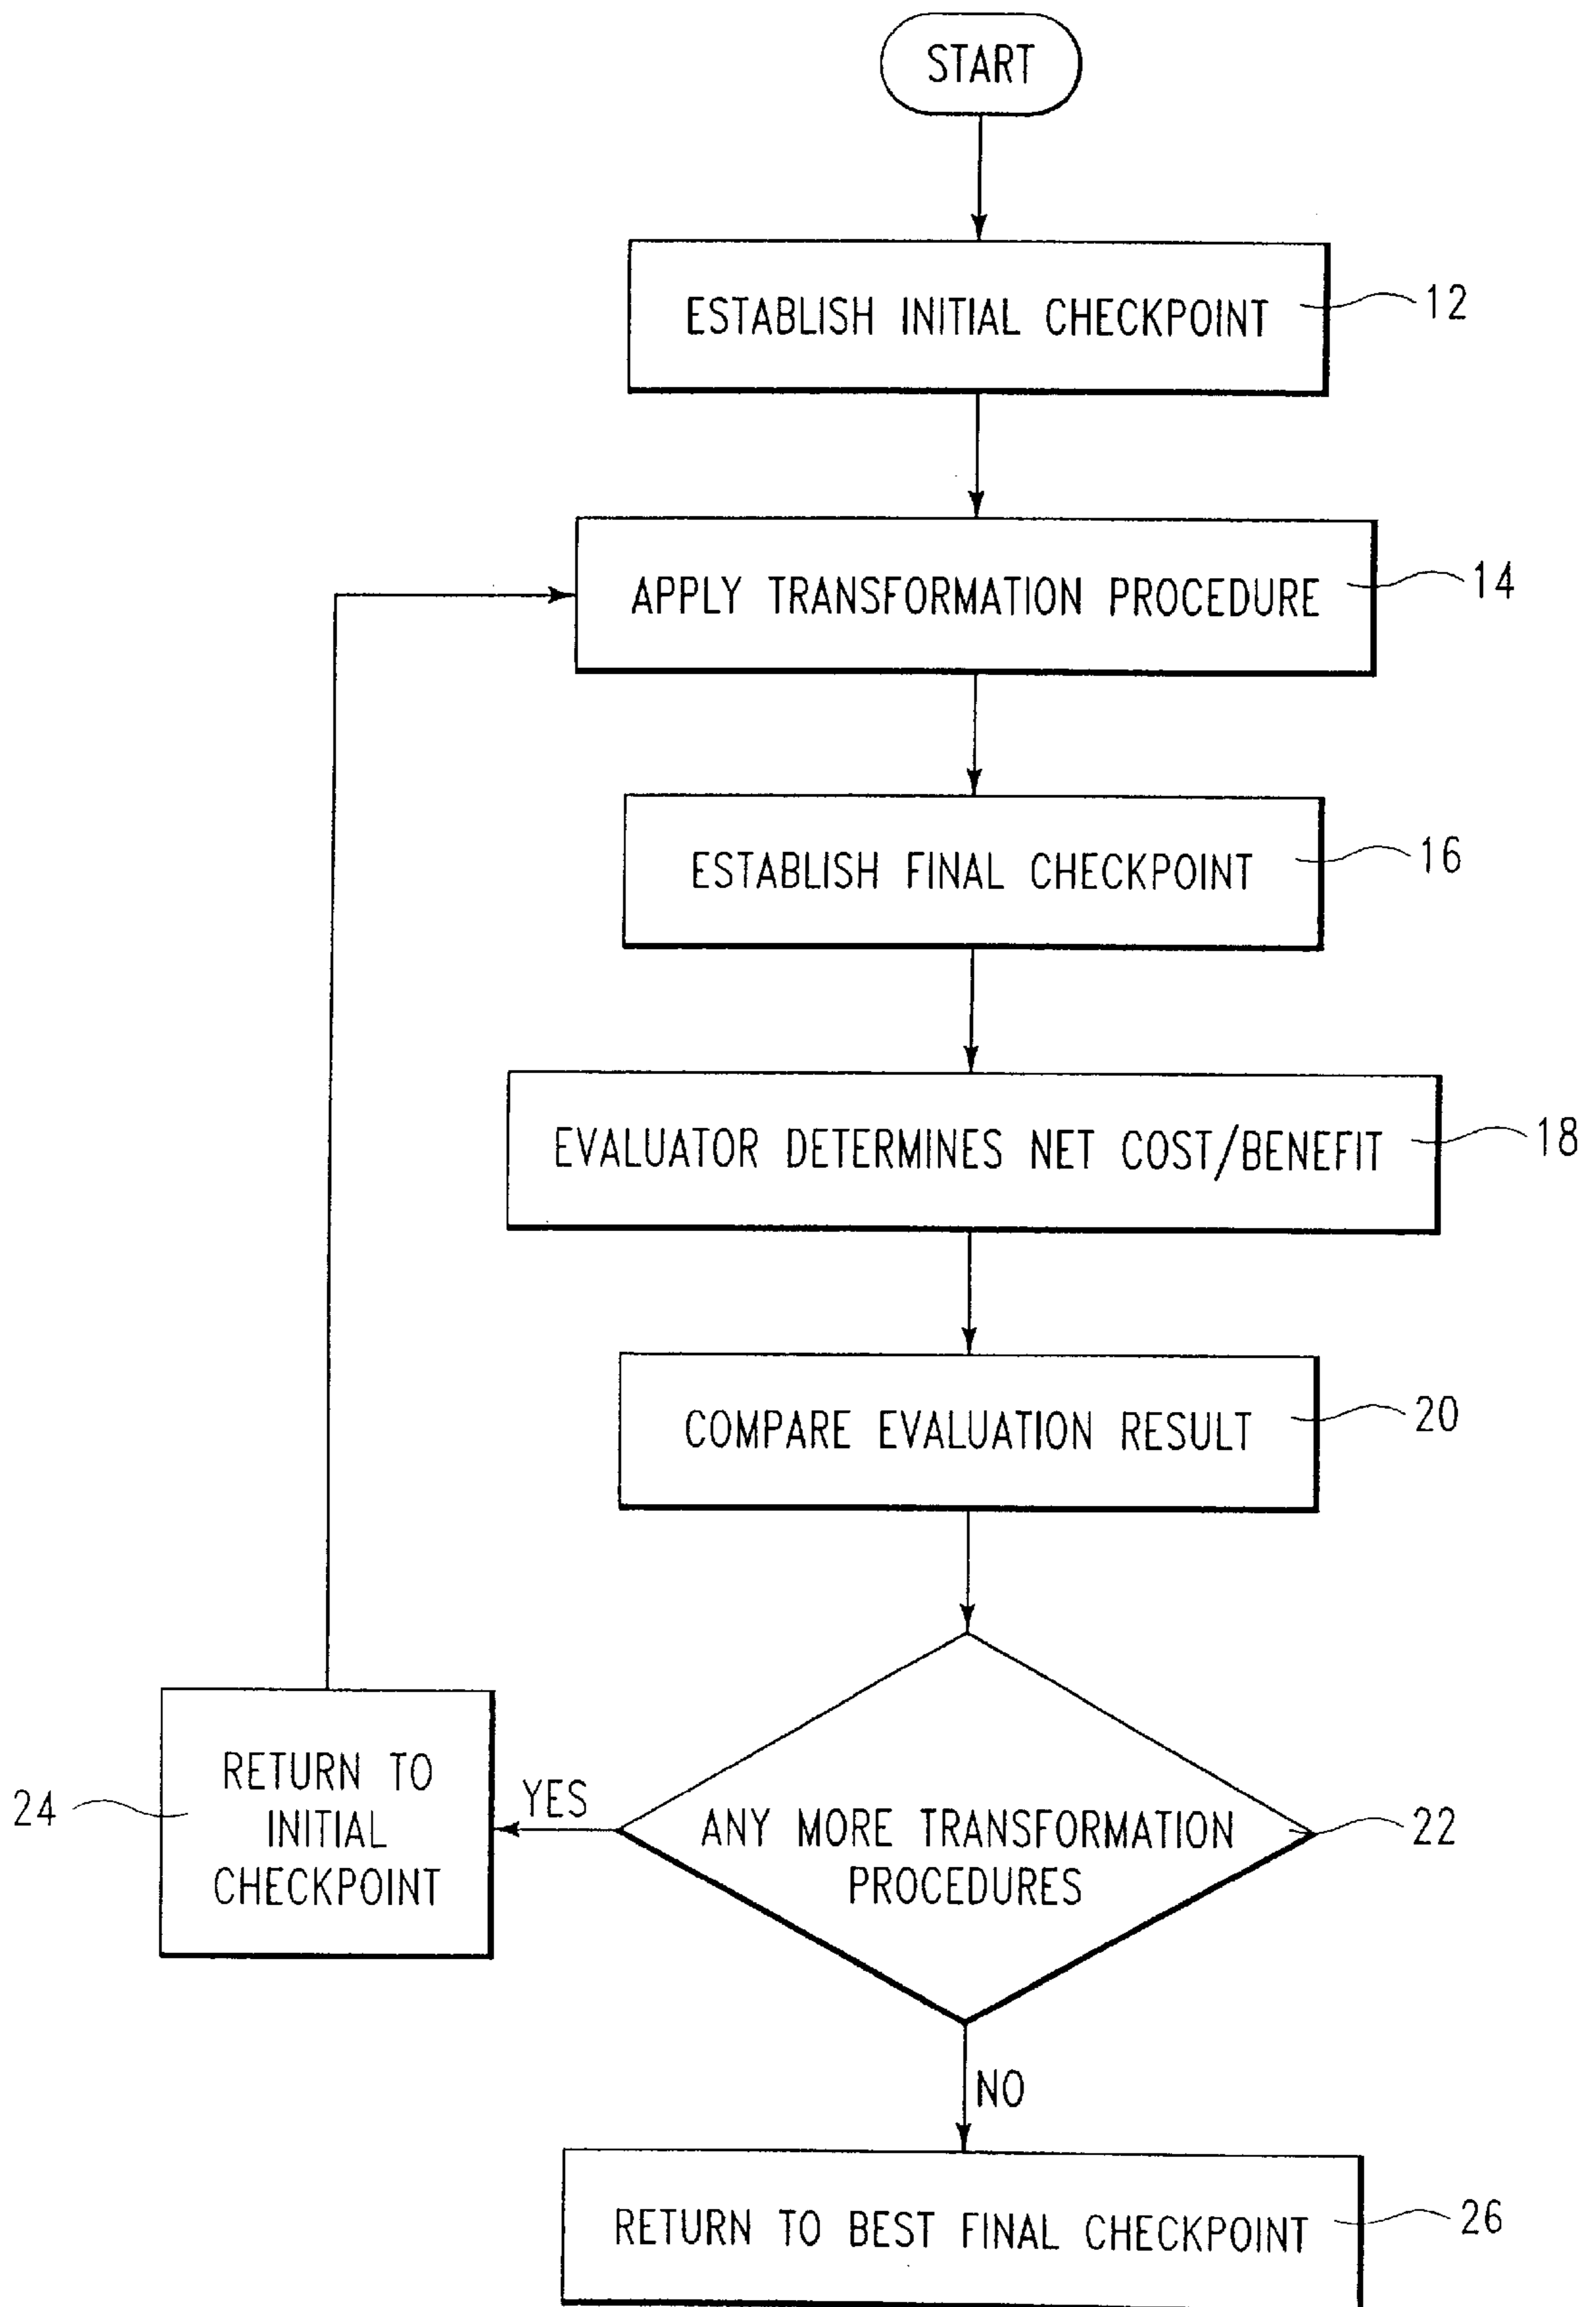 START
ESTABLISH INITIAL CHECKPOINT
12
APPLY TRANSFORMATION PROCEDURE
14
ESTABLISH FINAL CHECKPOINT
16
EVALUATOR DETERMINES NET COST/BENEFIT
18
COMPARE EVALUATION RESULT
20
ANY MORE TRANSFORMATION
PROCEDURES
22
YES
RETURN TO
INITIAL
CHECKPOINT
24
NO
RETURN TO BEST FINAL CHECKPOINT
26